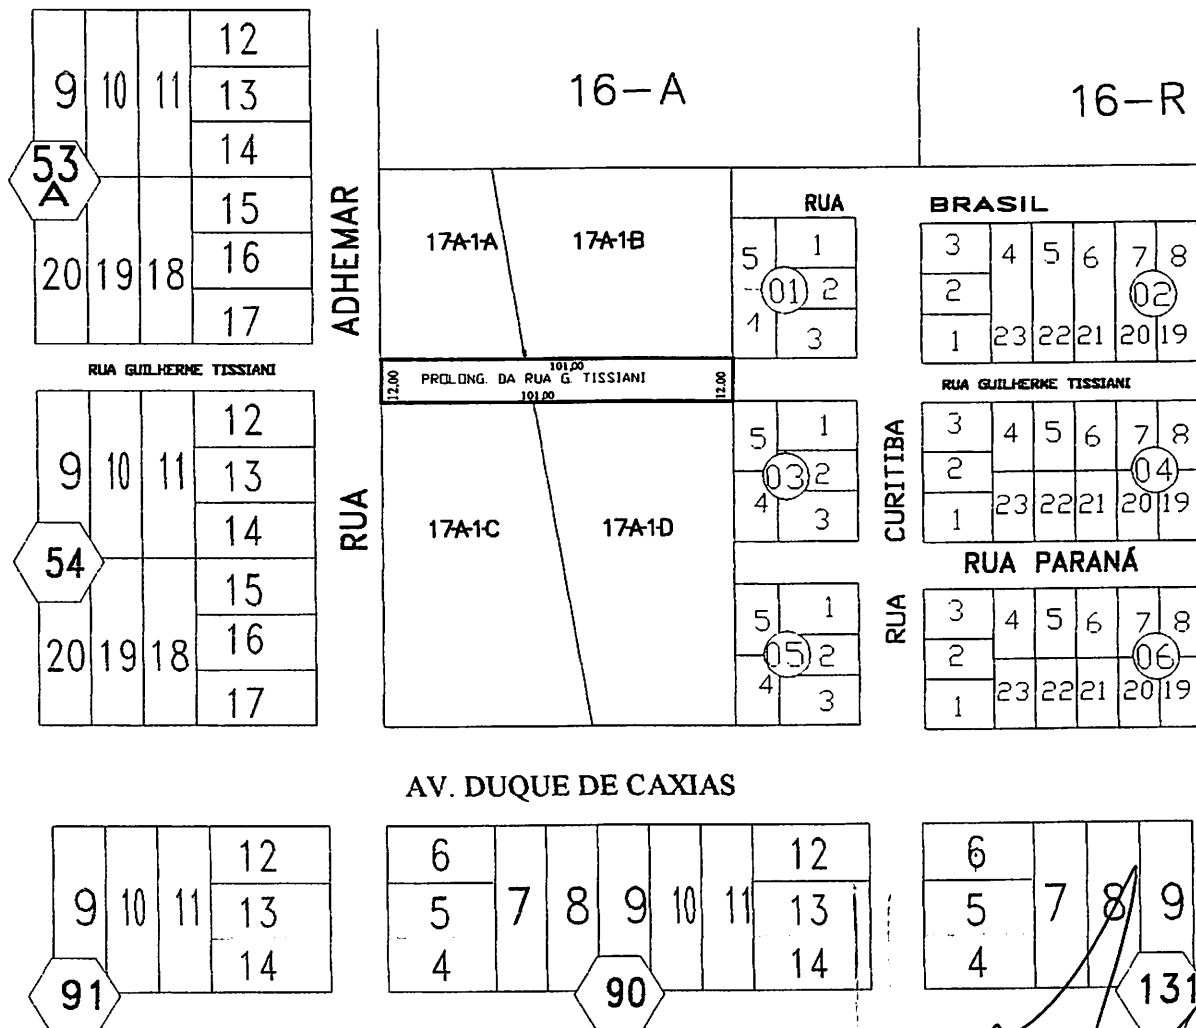 12
9 10 11 13
14
53
A
15
20 19 18 16
17
RUA GUILHERME TISSIANI
12
9 10 11 13
14
54
15
16
20 19 18
17
RUA ADHEMAR
16-A
16-R
17-A-1-A
17-A-1-B
101,00
12,00 PROLONG. DA RUA G. TISSIANI 12,00
101,00
17-A-1-C
17-A-1-D
RUA BRASIL
5 1
01 2
4 3
3 4 5 6 7 8
2 02
1 23 22 21 20 19
RUA GUILHERME TISSIANI
5 1
03 2
4 3
3 4 5 6 7 8
2 04
1 23 22 21 20 19
RUA CURITIBA
RUA PARANÁ
5 1
05 2
4 3
3 4 5 6 7 8
2 06
1 23 22 21 20 19
AV. DUQUE DE CAXIAS
12
9 10 11 13
14
91
6 12
5 7 8 9 10 11 13
4 14
90
6
5 7 8 9
4
131